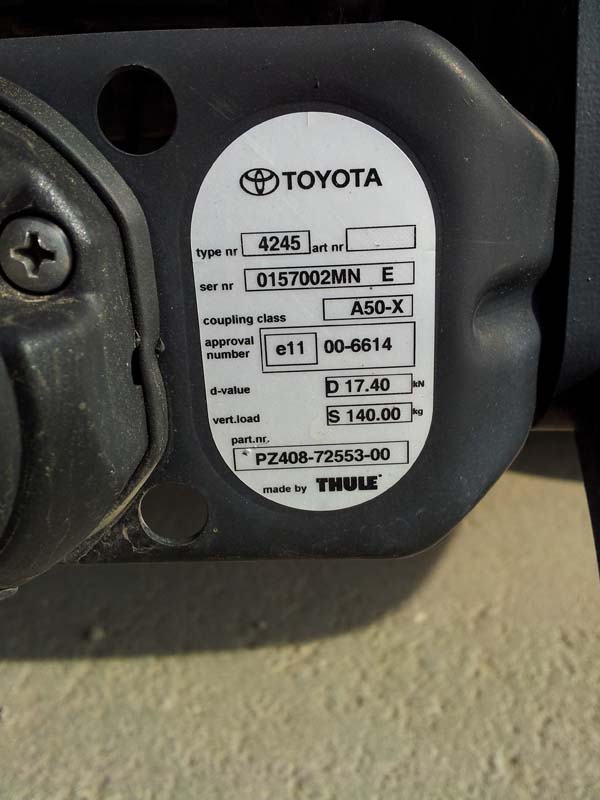 TOYOTA
type nr 4245 art nr
ser nr 0157002MN E
coupling class A50-X
approval number e11 00-6614
d-value D 17.40 kN
vert.load S 140.00 kg
part.nr.
PZ408-72553-00
made by THULE